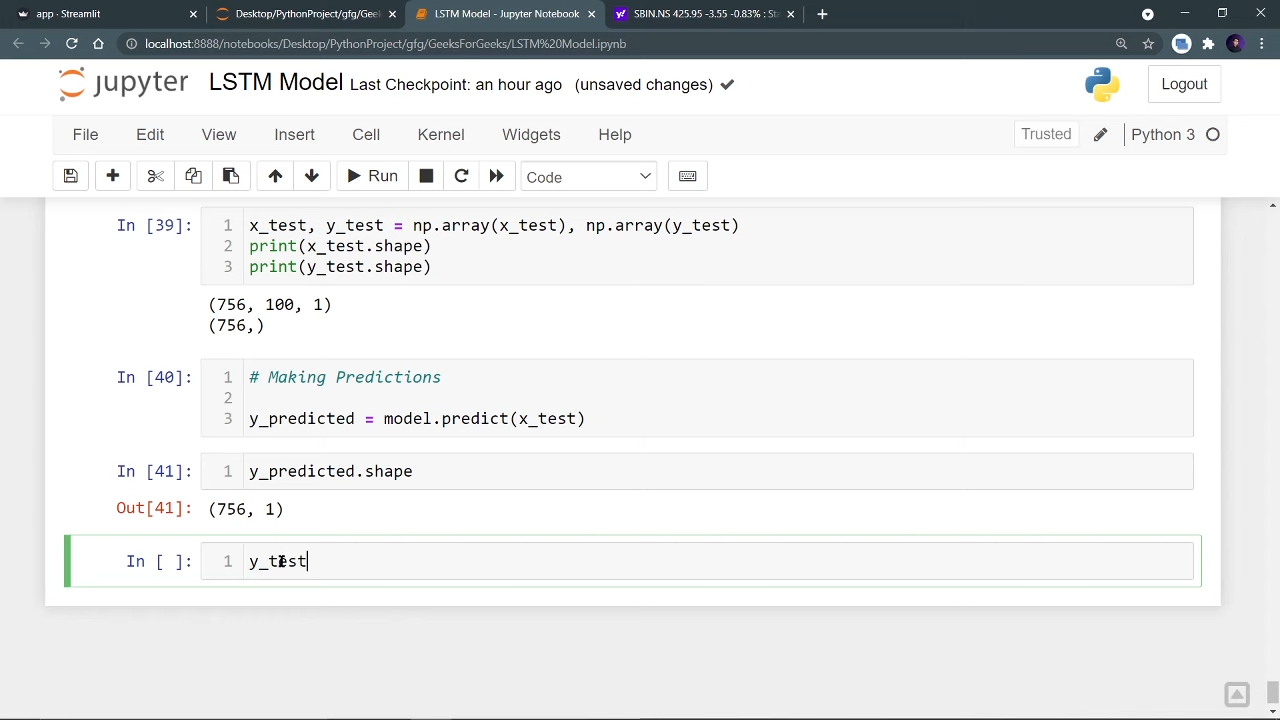 app · Streamlit
Desktop/PythonProject/gfg/Geek
LSTM Model - Jupyter Notebook
SBIN.NS 425.95 -3.55 -0.83% : St
localhost:8888/notebooks/Desktop/PythonProject/gfg/GeeksForGeeks/LSTM%20Model.ipynb
jupyter LSTM Model Last Checkpoint: an hour ago (unsaved changes)
Logout
File Edit View Insert Cell Kernel Widgets Help
Trusted Python 3
Run Code
In [39]: 1 x_test, y_test = np.array(x_test), np.array(y_test)
2 print(x_test.shape)
3 print(y_test.shape)
(756, 100, 1)
(756,)
In [40]: 1 # Making Predictions
2
3 y_predicted = model.predict(x_test)
In [41]: 1 y_predicted.shape
Out[41]: (756, 1)
In [ ]: 1 y_test